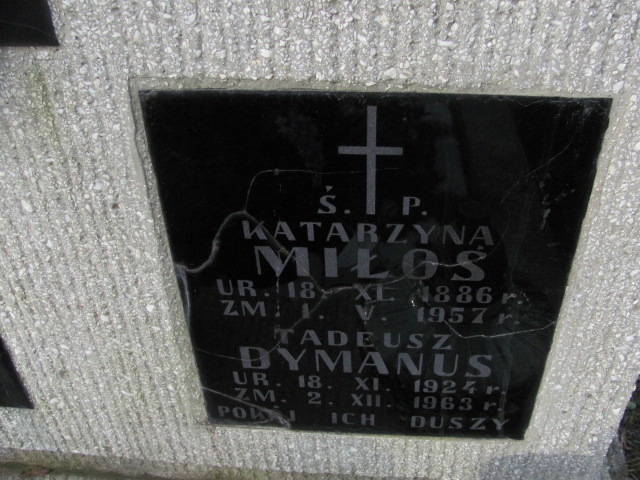 Ś. P.
KATARZYNA
MIŁOŚ
UR. 18. XI. 1886 r.
ZM. 1. V. 1957 r.
TADEUSZ
DYMANUS
UR. 18. XI. 1924 r.
ZM. 2. XII. 1963 r.
POKÓJ ICH DUSZY